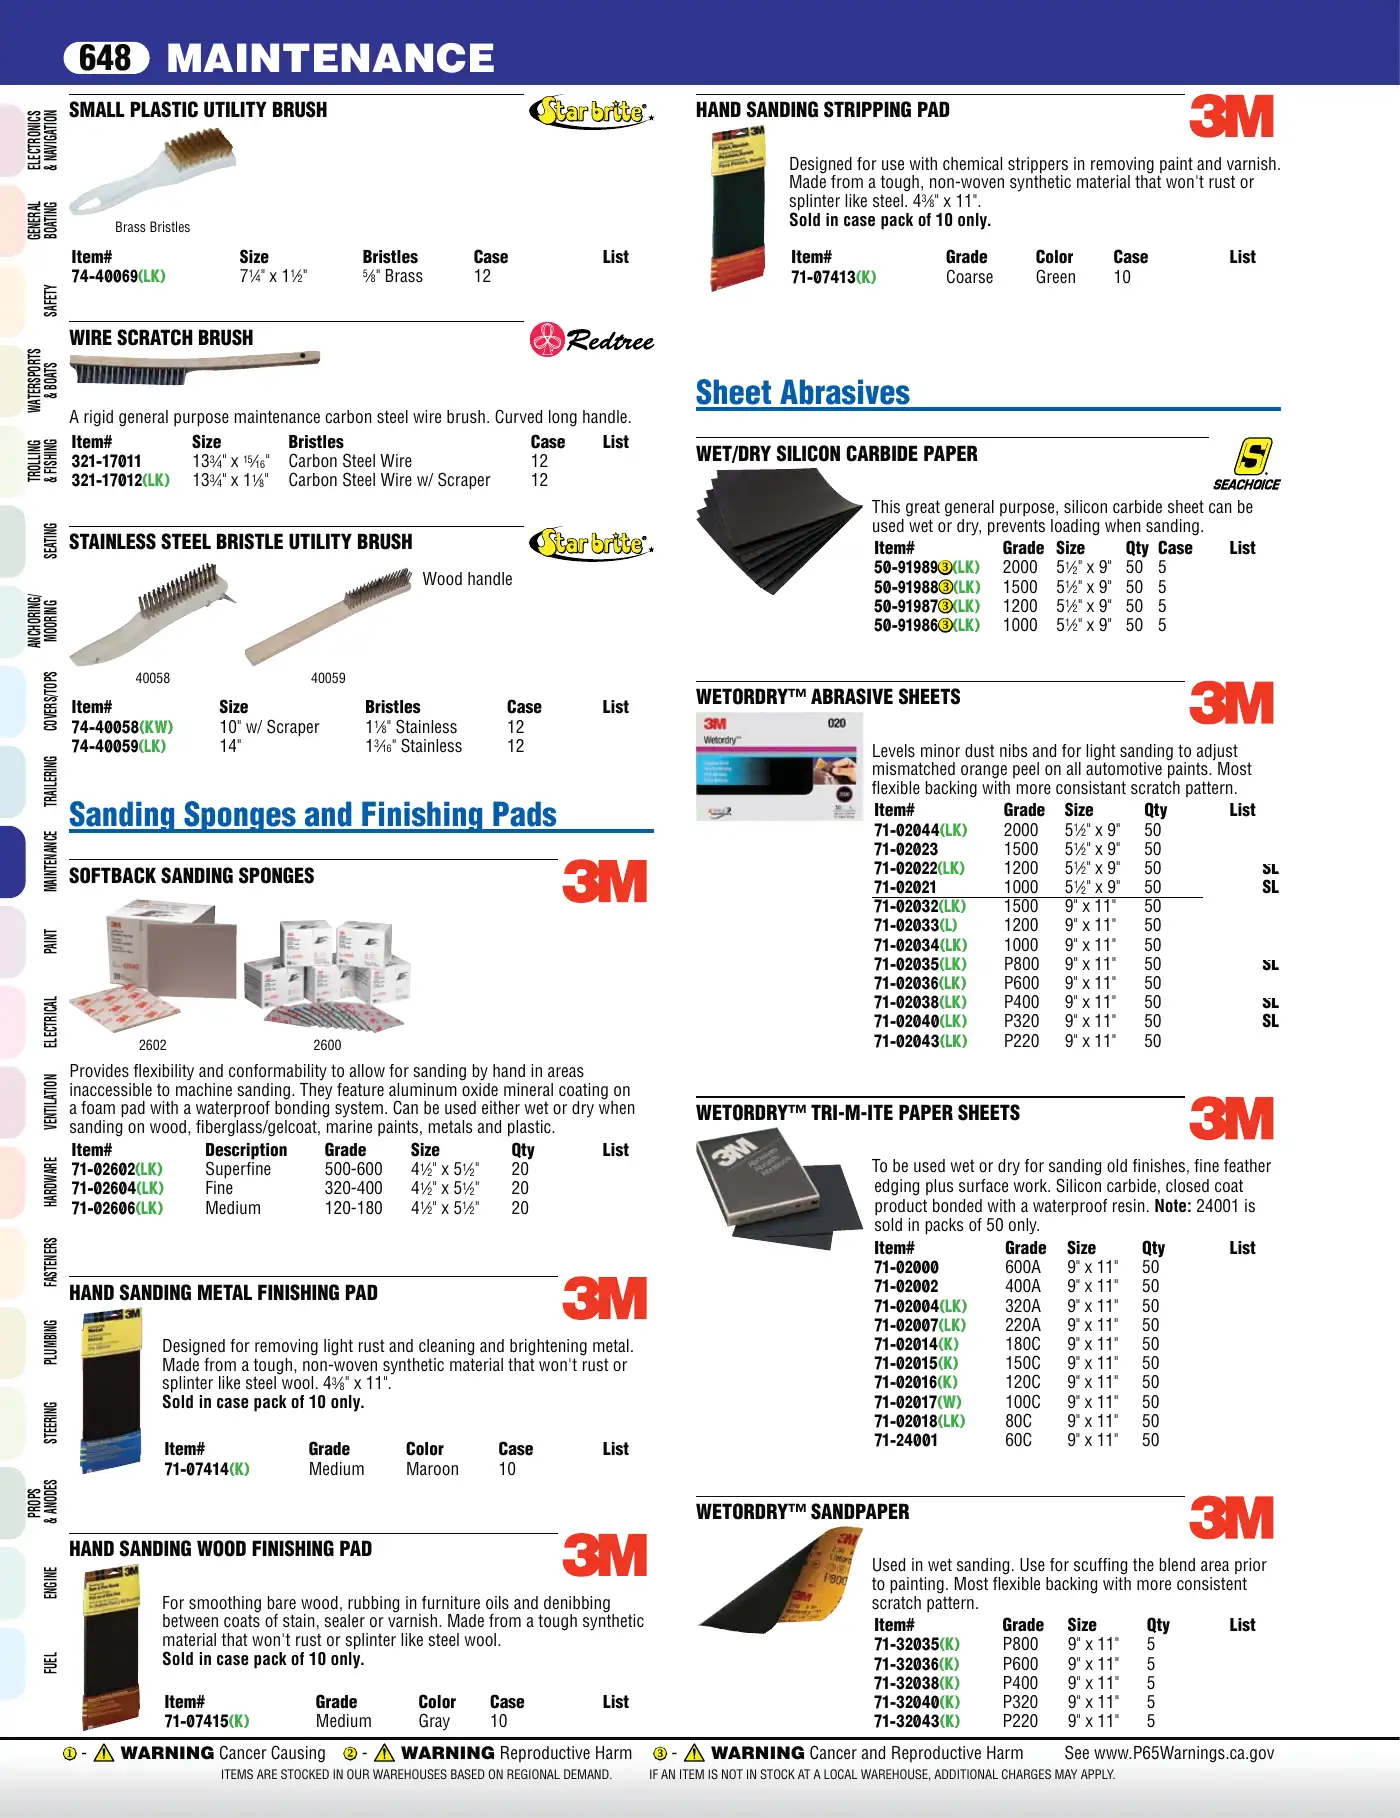 648 MAINTENANCE
ELECTRONICS
& NAVIGATION
GENERAL
BOATING
SAFETY
WATERSPORTS
& BOATS
TROLLING
& FISHING
SEATING
ANCHORING/
MOORING
COVERS/TOPS
TRAILERING
MAINTENANCE
PAINT
ELECTRICAL
VENTILATION
HARDWARE
FASTENERS
PLUMBING
STEERING
PROPS
& ANODES
ENGINE
FUEL
SMALL PLASTIC UTILITY BRUSH
Star brite
Brass Bristles
Item# Size Bristles Case List
74-40069(LK) 7¼" x 1½" ⅝" Brass 12
WIRE SCRATCH BRUSH
Redtree
A rigid general purpose maintenance carbon steel wire brush. Curved long handle.
Item# Size Bristles Case List
321-17011 13¾" x 15/16" Carbon Steel Wire 12
321-17012(LK) 13¾" x 1⅛" Carbon Steel Wire w/ Scraper 12
STAINLESS STEEL BRISTLE UTILITY BRUSH
Star brite
Wood handle
40058 40059
Item# Size Bristles Case List
74-40058(KW) 10" w/ Scraper 1⅛" Stainless 12
74-40059(LK) 14" 13/16" Stainless 12
Sanding Sponges and Finishing Pads
SOFTBACK SANDING SPONGES
3M
2602 2600
Provides flexibility and conformability to allow for sanding by hand in areas
inaccessible to machine sanding. They feature aluminum oxide mineral coating on
a foam pad with a waterproof bonding system. Can be used either wet or dry when
sanding on wood, fiberglass/gelcoat, marine paints, metals and plastic.
Item# Description Grade Size Qty List
71-02602(LK) Superfine 500-600 4½" x 5½" 20
71-02604(LK) Fine 320-400 4½" x 5½" 20
71-02606(LK) Medium 120-180 4½" x 5½" 20
HAND SANDING METAL FINISHING PAD
3M
Designed for removing light rust and cleaning and brightening metal.
Made from a tough, non-woven synthetic material that won't rust or
splinter like steel wool. 4⅜" x 11".
Sold in case pack of 10 only.
Item# Grade Color Case List
71-07414(K) Medium Maroon 10
HAND SANDING WOOD FINISHING PAD
3M
For smoothing bare wood, rubbing in furniture oils and denibbing
between coats of stain, sealer or varnish. Made from a tough synthetic
material that won't rust or splinter like steel wool.
Sold in case pack of 10 only.
Item# Grade Color Case List
71-07415(K) Medium Gray 10
HAND SANDING STRIPPING PAD
3M
Designed for use with chemical strippers in removing paint and varnish.
Made from a tough, non-woven synthetic material that won't rust or
splinter like steel. 4⅜" x 11".
Sold in case pack of 10 only.
Item# Grade Color Case List
71-07413(K) Coarse Green 10
Sheet Abrasives
WET/DRY SILICON CARBIDE PAPER
S
SEACHOICE
This great general purpose, silicon carbide sheet can be
used wet or dry, prevents loading when sanding.
Item# Grade Size Qty Case List
50-91989 3 (LK) 2000 5½" x 9" 50 5
50-91988 3 (LK) 1500 5½" x 9" 50 5
50-91987 3 (LK) 1200 5½" x 9" 50 5
50-91986 3 (LK) 1000 5½" x 9" 50 5
WETORDRY™ ABRASIVE SHEETS
3M
3M 020
Wetordry™
Levels minor dust nibs and for light sanding to adjust
mismatched orange peel on all automotive paints. Most
flexible backing with more consistant scratch pattern.
Item# Grade Size Qty List
71-02044(LK) 2000 5½" x 9" 50
71-02023 1500 5½" x 9" 50
71-02022(LK) 1200 5½" x 9" 50 SL
71-02021 1000 5½" x 9" 50 SL
71-02032(LK) 1500 9" x 11" 50
71-02033(L) 1200 9" x 11" 50
71-02034(LK) 1000 9" x 11" 50
71-02035(LK) P800 9" x 11" 50 SL
71-02036(LK) P600 9" x 11" 50
71-02038(LK) P400 9" x 11" 50 SL
71-02040(LK) P320 9" x 11" 50 SL
71-02043(LK) P220 9" x 11" 50
WETORDRY™ TRI-M-ITE PAPER SHEETS
3M
3M
To be used wet or dry for sanding old finishes, fine feather
edging plus surface work. Silicon carbide, closed coat
product bonded with a waterproof resin. Note: 24001 is
sold in packs of 50 only.
Item# Grade Size Qty List
71-02000 600A 9" x 11" 50
71-02002 400A 9" x 11" 50
71-02004(LK) 320A 9" x 11" 50
71-02007(LK) 220A 9" x 11" 50
71-02014(K) 180C 9" x 11" 50
71-02015(K) 150C 9" x 11" 50
71-02016(K) 120C 9" x 11" 50
71-02017(W) 100C 9" x 11" 50
71-02018(LK) 80C 9" x 11" 50
71-24001 60C 9" x 11" 50
WETORDRY™ SANDPAPER
3M
Used in wet sanding. Use for scuffing the blend area prior
to painting. Most flexible backing with more consistent
scratch pattern.
Item# Grade Size Qty List
71-32035(K) P800 9" x 11" 5
71-32036(K) P600 9" x 11" 5
71-32038(K) P400 9" x 11" 5
71-32040(K) P320 9" x 11" 5
71-32043(K) P220 9" x 11" 5
1 - WARNING Cancer Causing 2 - WARNING Reproductive Harm 3 - WARNING Cancer and Reproductive Harm See www.P65Warnings.ca.gov
ITEMS ARE STOCKED IN OUR WAREHOUSES BASED ON REGIONAL DEMAND. IF AN ITEM IS NOT IN STOCK AT A LOCAL WAREHOUSE, ADDITIONAL CHARGES MAY APPLY.